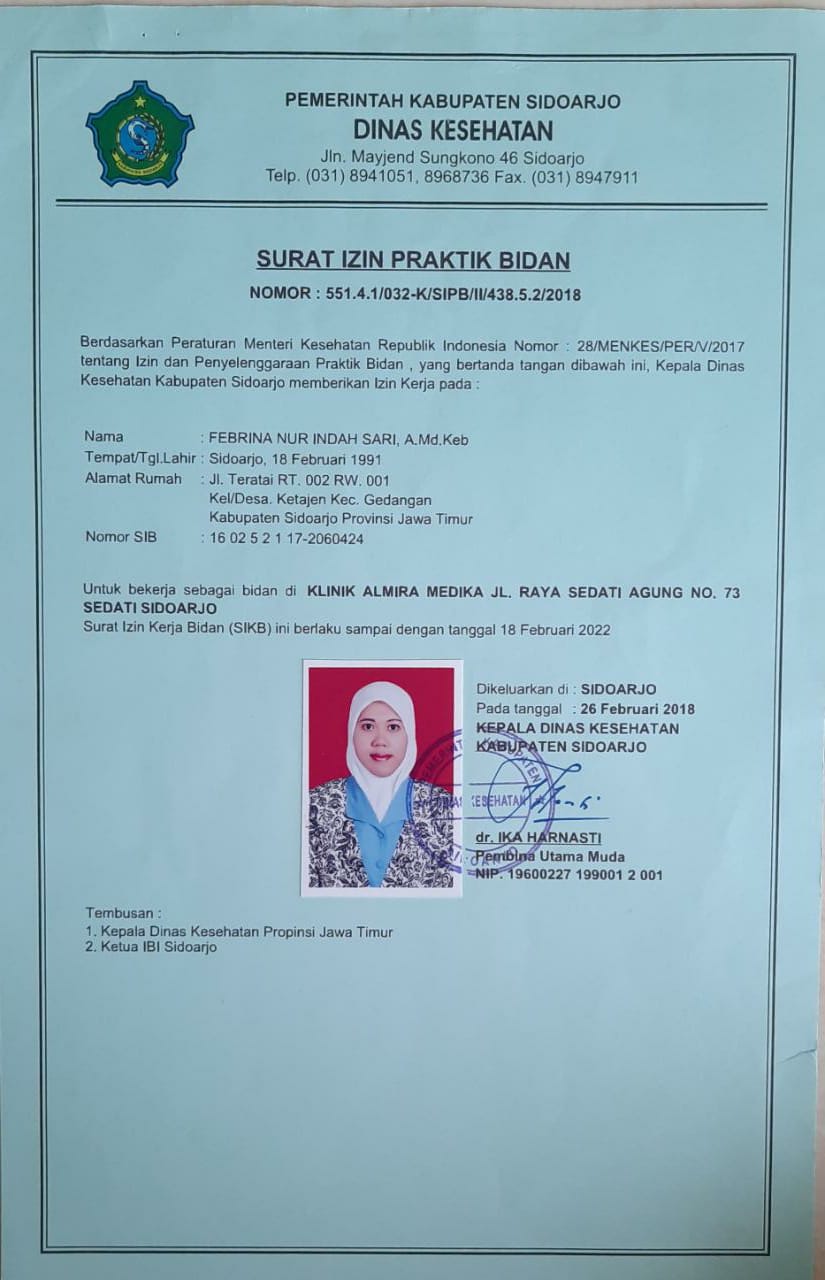 PEMERINTAH KABUPATEN SIDOARJO
DINAS KESEHATAN
Jln. Mayjend Sungkono 46 Sidoarjo
Telp. (031) 8941051, 8968736 Fax. (031) 8947911
SURAT IZIN PRAKTIK BIDAN
NOMOR : 551.4.1/032-K/SIPB/II/438.5.2/2018
Berdasarkan Peraturan Menteri Kesehatan Republik Indonesia Nomor : 28/MENKES/PER/V/2017
tentang Izin dan Penyelenggaraan Praktik Bidan , yang bertanda tangan dibawah ini, Kepala Dinas
Kesehatan Kabupaten Sidoarjo memberikan Izin Kerja pada :
Nama : FEBRINA NUR INDAH SARI, A.Md.Keb
Tempat/Tgl.Lahir : Sidoarjo, 18 Februari 1991
Alamat Rumah : Jl. Teratai RT. 002 RW. 001
Kel/Desa. Ketajen Kec. Gedangan
Kabupaten Sidoarjo Provinsi Jawa Timur
Nomor SIB : 16 02 5 2 1 17-2060424
Untuk bekerja sebagai bidan di KLINIK ALMIRA MEDIKA JL. RAYA SEDATI AGUNG NO. 73
SEDATI SIDOARJO
Surat Izin Kerja Bidan (SIKB) ini berlaku sampai dengan tanggal 18 Februari 2022
Dikeluarkan di : SIDOARJO
Pada tanggal : 26 Februari 2018
KEPALA DINAS KESEHATAN
KABUPATEN SIDOARJO
KABUPATEN
KESEHATAN
dr. IKA HARNASTI
Pembina Utama Muda
NIP. 19600227 199001 2 001
Tembusan :
1. Kepala Dinas Kesehatan Propinsi Jawa Timur
2. Ketua IBI Sidoarjo